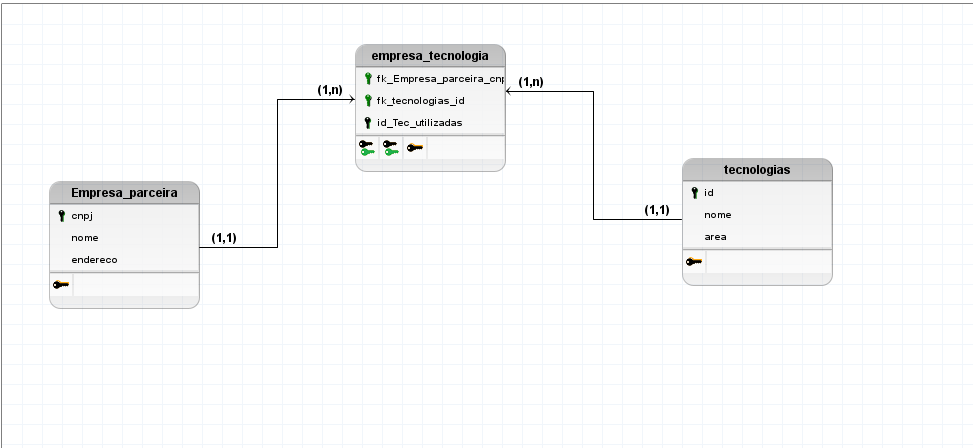 empresa_tecnologia
fk_Empresa_parceira_cnp
fk_tecnologias_id
id_Tec_utilizadas
(1,n)
(1,n)
Empresa_parceira
cnpj
nome
endereco
(1,1)
tecnologias
id
nome
area
(1,1)